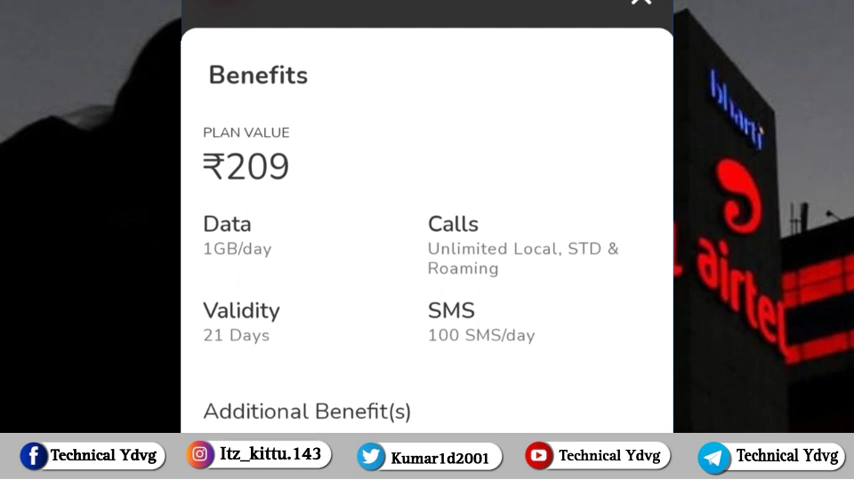 Benefits
PLAN VALUE
₹209
Data
1GB/day
Calls
Unlimited Local, STD &
Roaming
Validity
21 Days
SMS
100 SMS/day
Additional Benefit(s)
bharti
airtel
Technical Ydvg
Itz_kittu.143
Kumar1d2001
Technical Ydvg
Technical Ydvg